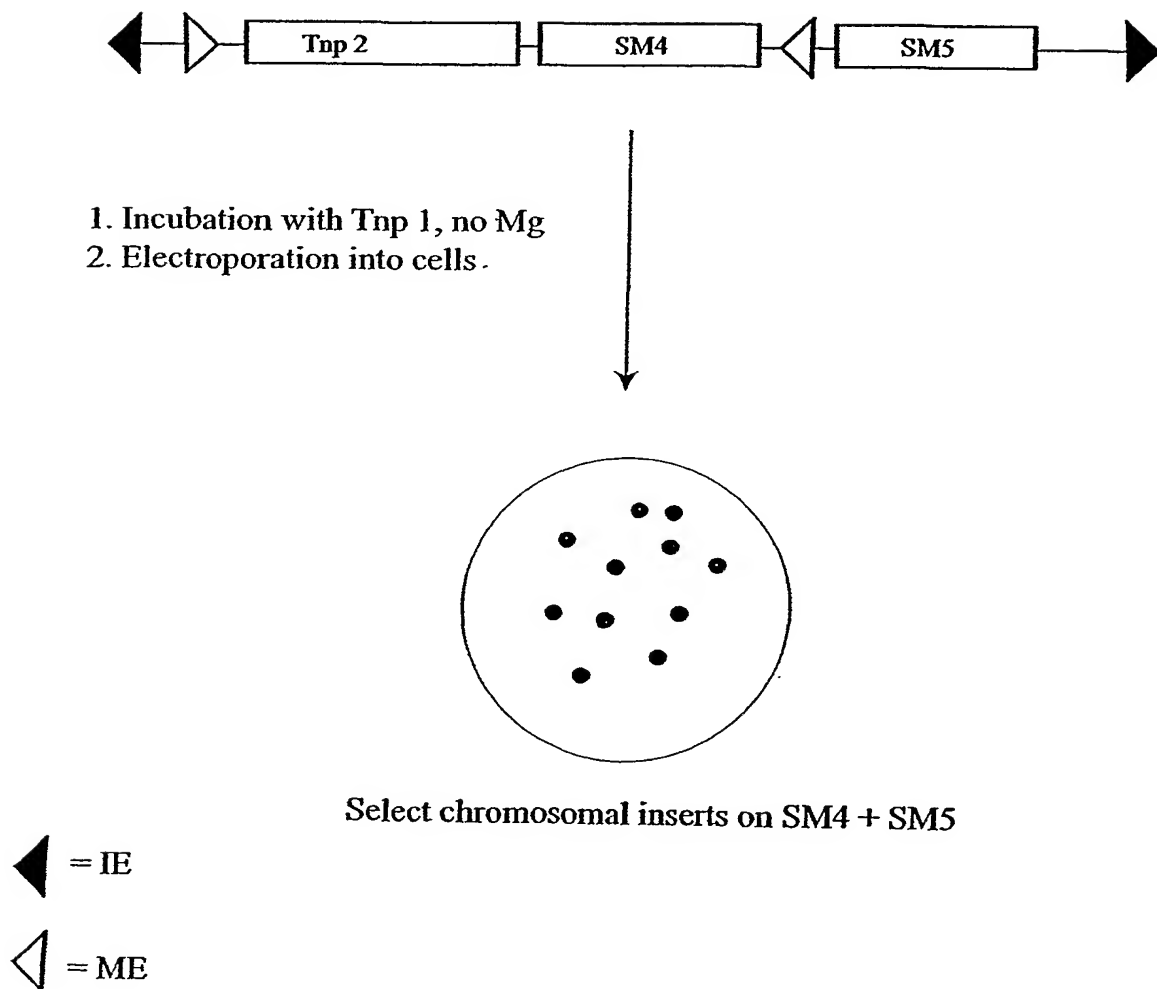 Tnp 2 SM4 SM5
1. Incubation with Tnp 1, no Mg
2. Electroporation into cells.
Select chromosomal inserts on SM4 + SM5
= IE
= ME